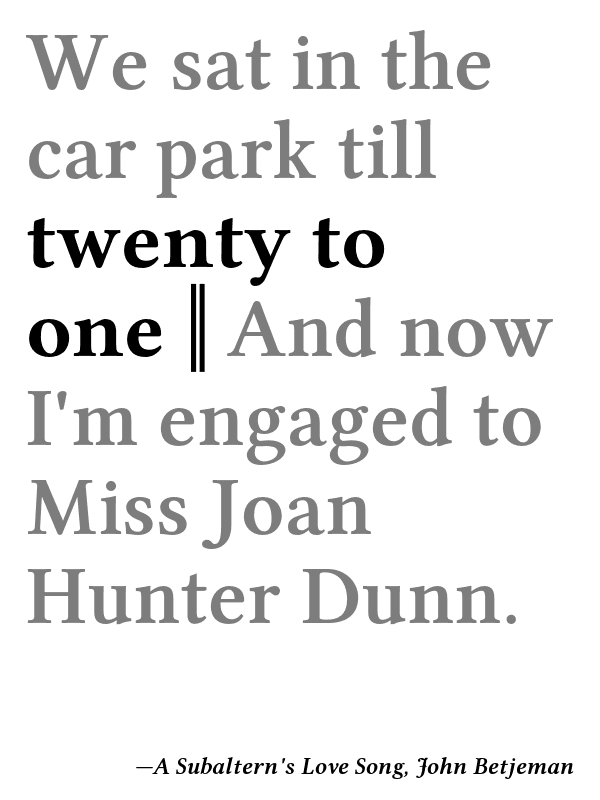 We sat in the
car park till
twenty to
one ‖ And now
I'm engaged to
Miss Joan
Hunter Dunn.
—A Subaltern's Love Song, John Betjeman